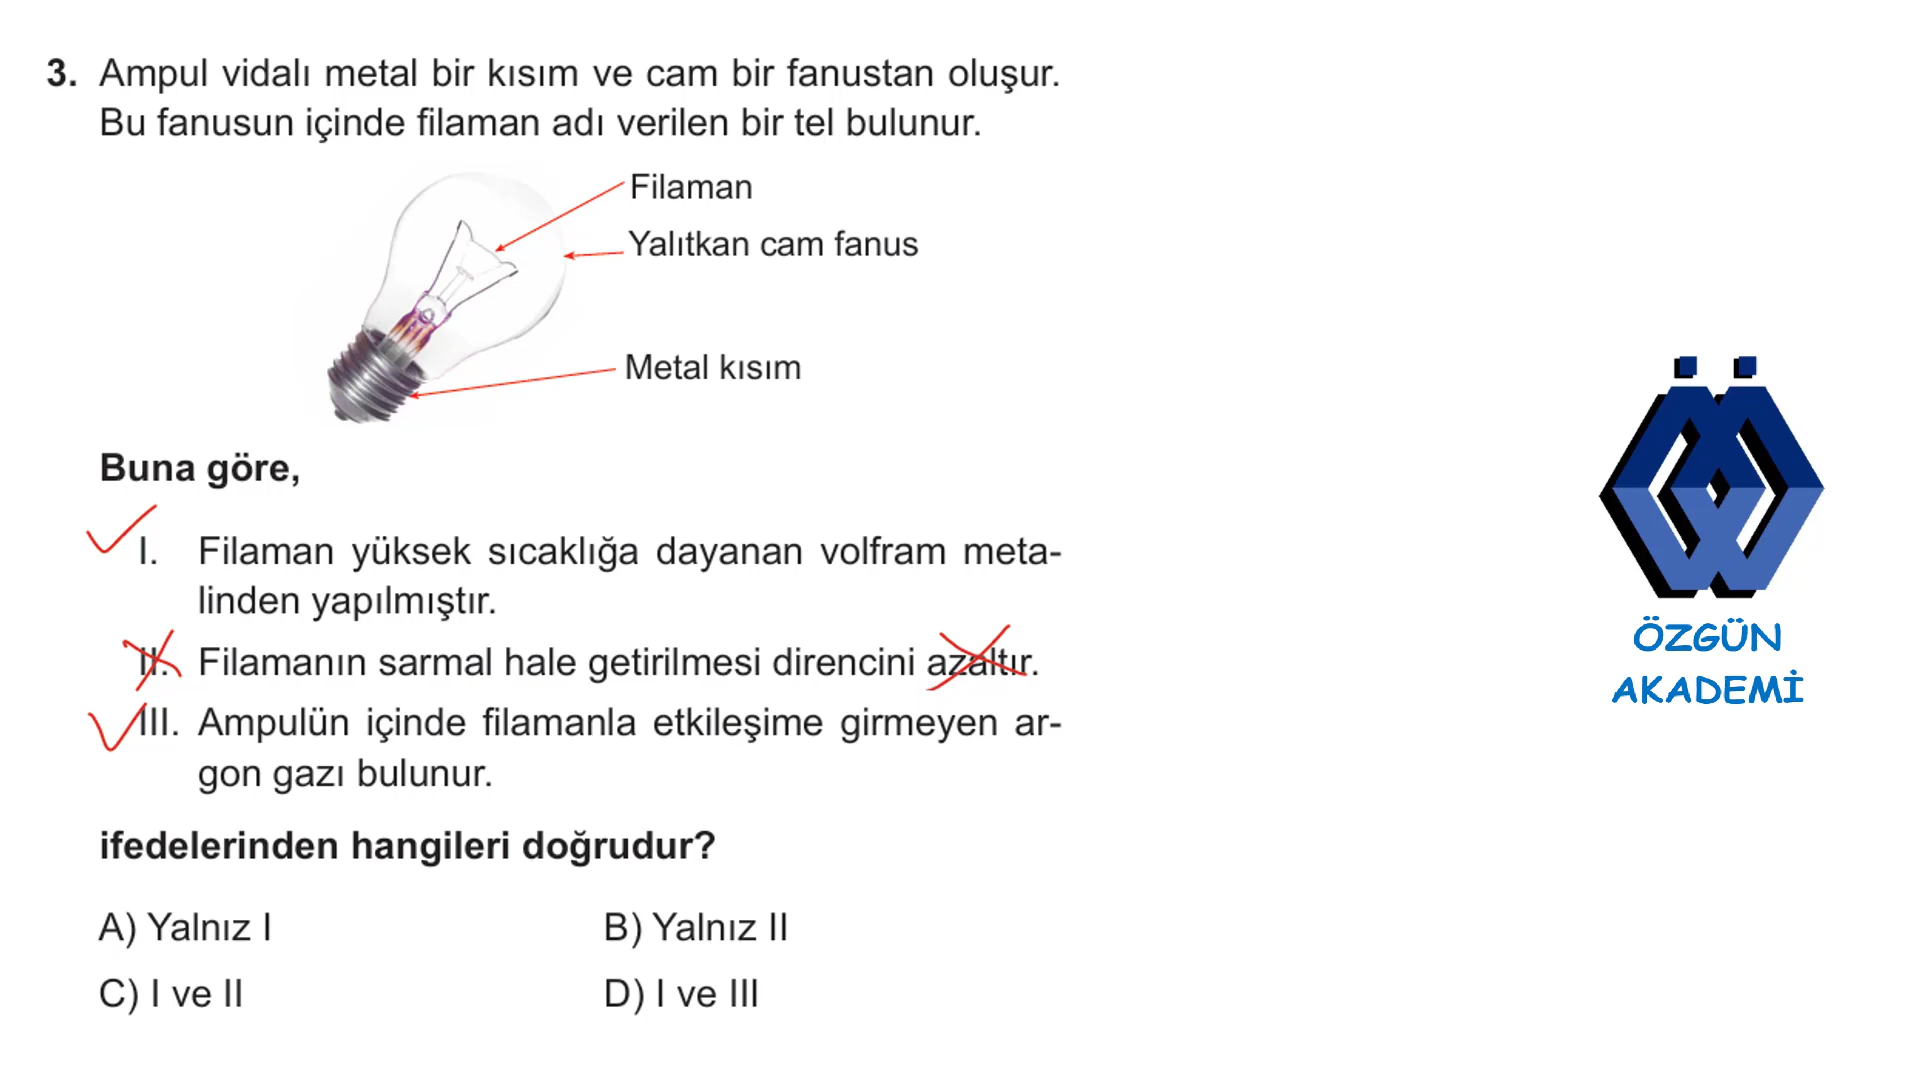 3. Ampul vidalı metal bir kısım ve cam bir fanustan oluşur.
Bu fanusun içinde filaman adı verilen bir tel bulunur.
Filaman
Yalıtkan cam fanus
Metal kısım
Buna göre,
I. Filaman yüksek sıcaklığa dayanan volfram meta-
linden yapılmıştır.
II. Filamanın sarmal hale getirilmesi direncini azaltır.
III. Ampulün içinde filamanla etkileşime girmeyen ar-
gon gazı bulunur.
ifedelerinden hangileri doğrudur?
A) Yalnız I
B) Yalnız II
C) I ve II
D) I ve III
ÖZGÜN
AKADEMİ